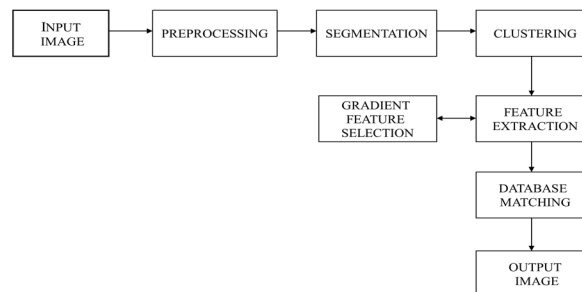 INPUT
IMAGE
PREPROCESSING
SEGMENTATION
CLUSTERING
GRADIENT
FEATURE
SELECTION
FEATURE
EXTRACTION
DATABASE
MATCHING
OUTPUT
IMAGE